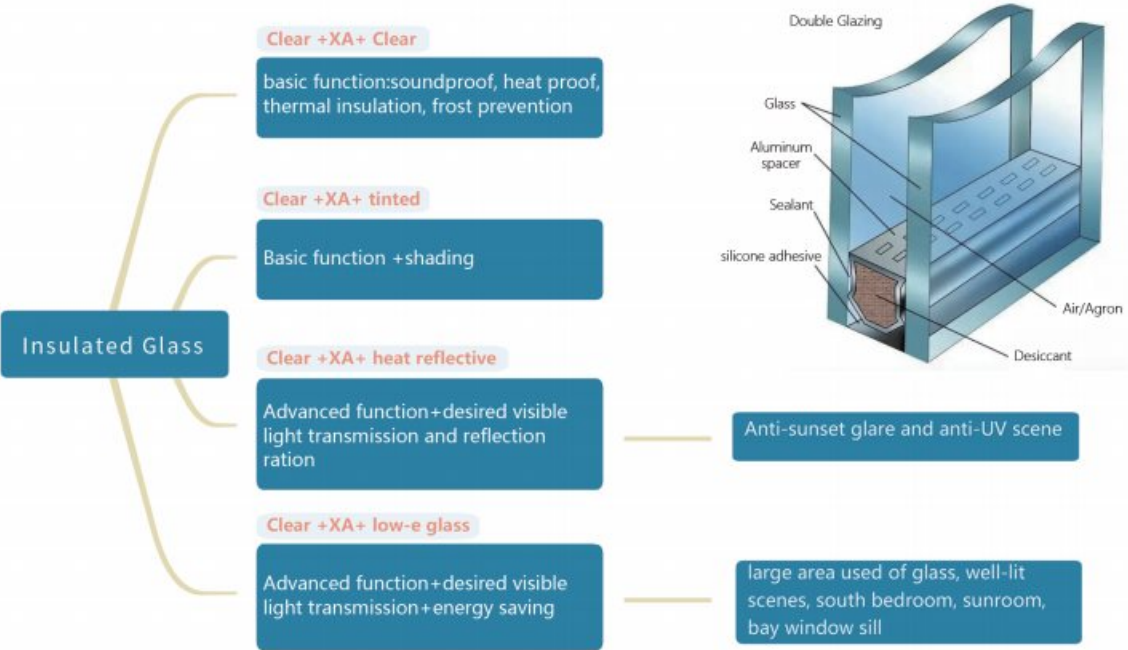 Insulated Glass
Clear +XA+ Clear
basic function:soundproof, heat proof,
thermal insulation, frost prevention
Clear +XA+ tinted
Basic function +shading
Clear +XA+ heat reflective
Advanced function+desired visible
light transmission and reflection
ration
Anti-sunset glare and anti-UV scene
Clear +XA+ low-e glass
Advanced function+desired visible
light transmission+energy saving
large area used of glass, well-lit
scenes, south bedroom, sunroom,
bay window sill
Double Glazing
Glass
Aluminum
spacer
Sealant
silicone adhesive
Air/Agron
Desiccant